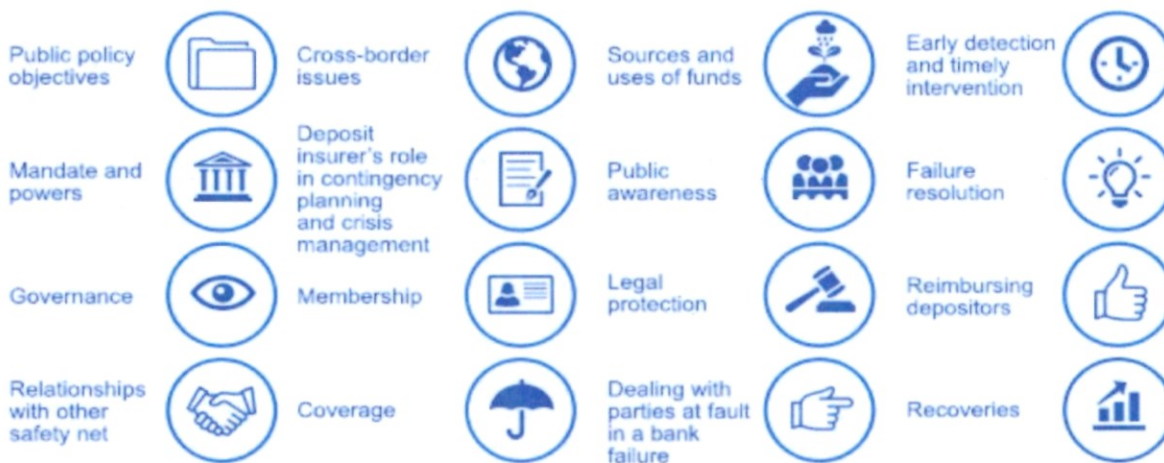 Public policy
objectives
Cross-border
issues
Sources and
uses of funds
Early detection
and timely
intervention
Mandate and
powers
Deposit
insurer's role
in contingency
planning
and crisis
management
Public
awareness
Failure
resolution
Governance
Membership
Legal
protection
Reimbursing
depositors
Relationships
with other
safety net
Coverage
Dealing with
parties at fault
in a bank
failure
Recoveries